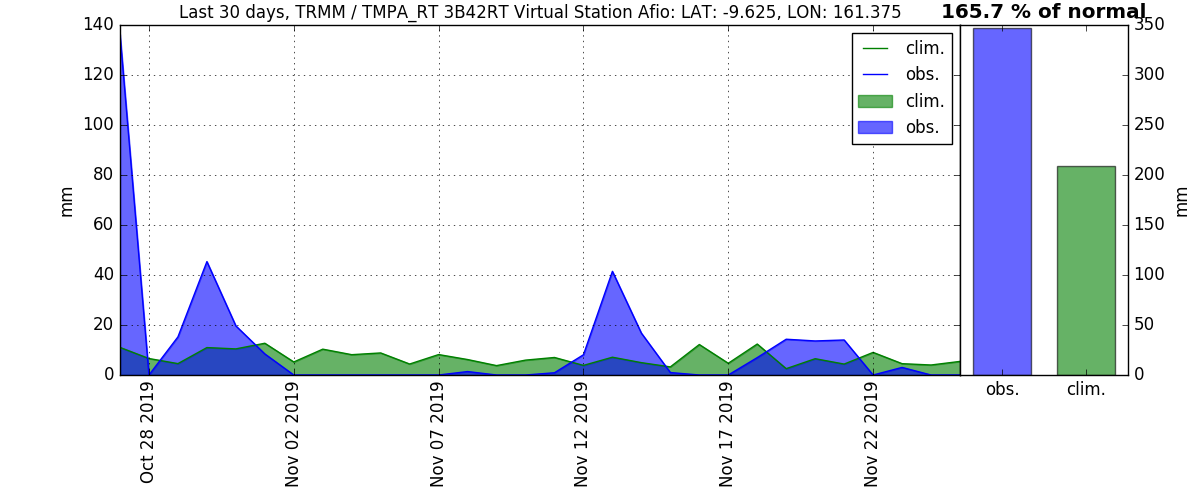 Last 30 days, TRMM / TMPA_RT 3B42RT Virtual Station Afio: LAT: -9.625, LON: 161.375
165.7 % of normal
140
120
100
80
60
40
20
0
mm
clim.
obs.
clim.
obs.
350
300
250
200
150
100
50
0
mm
Oct 28 2019
Nov 02 2019
Nov 07 2019
Nov 12 2019
Nov 17 2019
Nov 22 2019
obs.
clim.